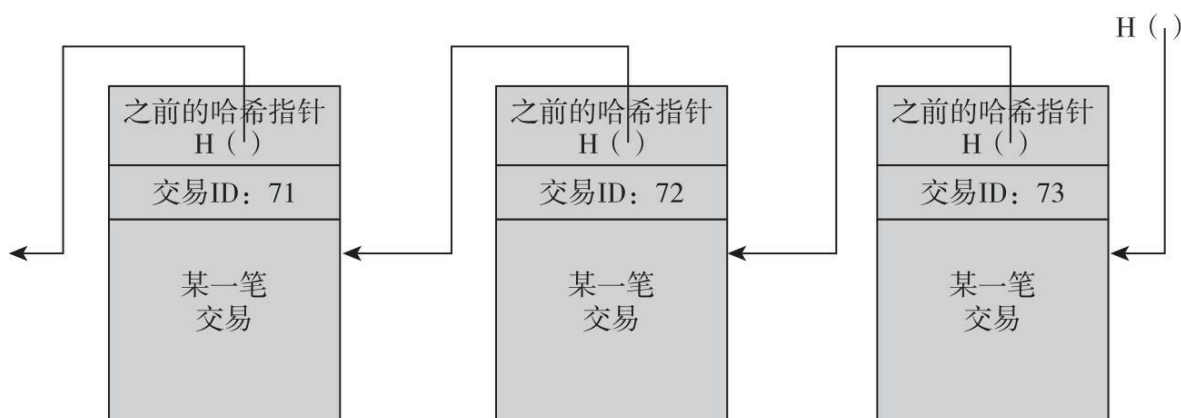 H（ ）
之前的哈希指针
H（ ）
交易ID：71
某一笔
交易
之前的哈希指针
H（ ）
交易ID：72
某一笔
交易
之前的哈希指针
H（ ）
交易ID：73
某一笔
交易